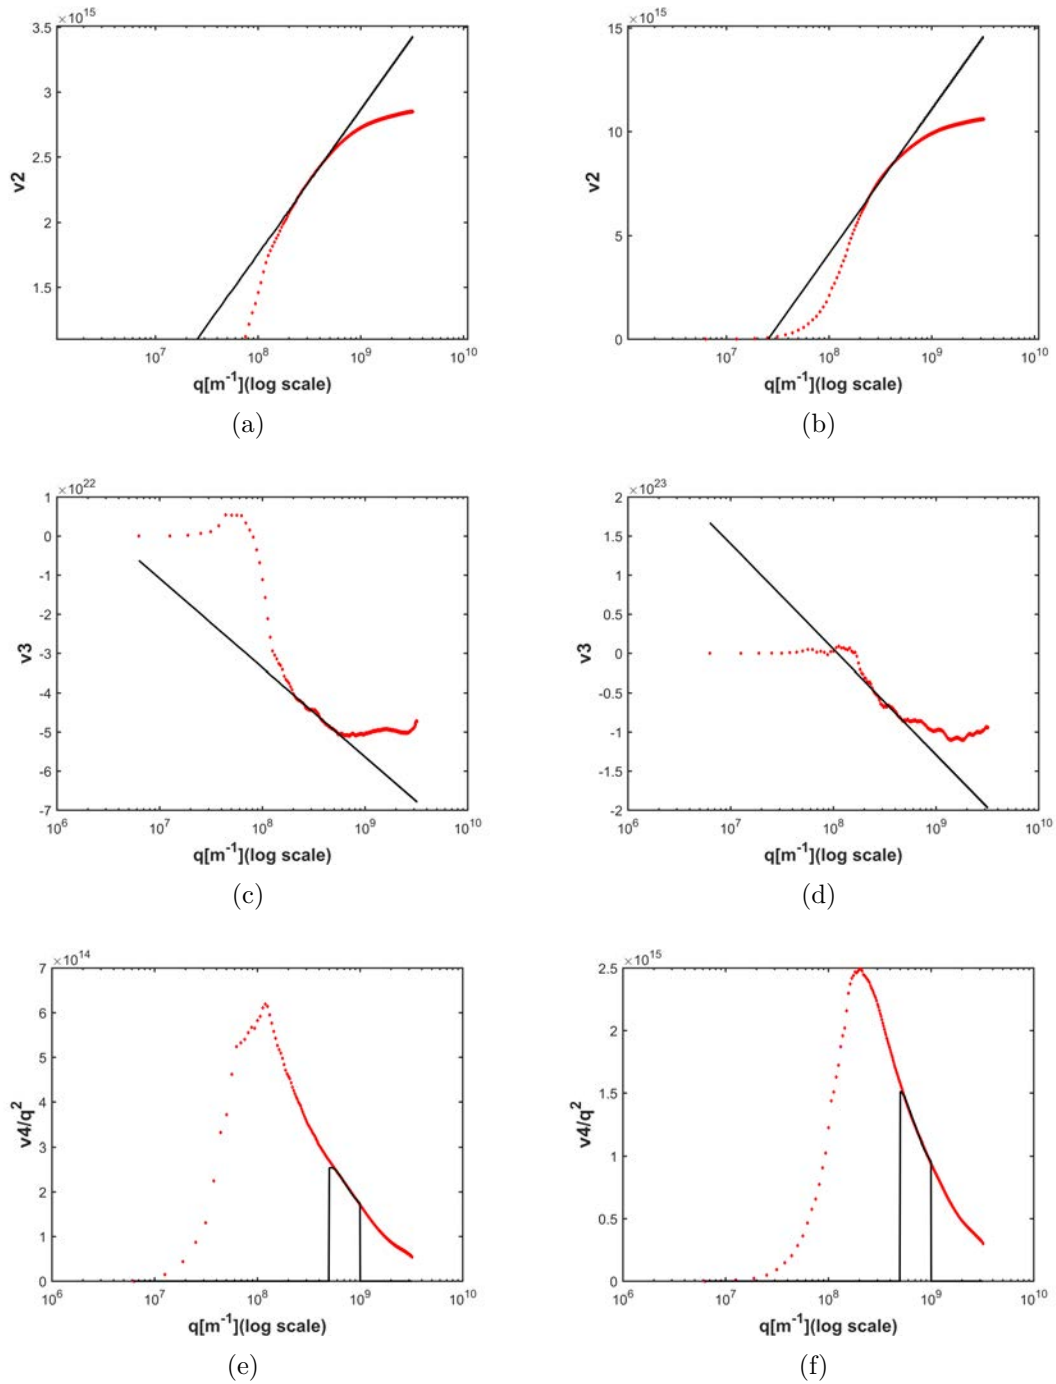 ×10^15
3.5
3
2.5
2
1.5
v2
10^7 10^8 10^9 10^10
q[m^-1](log scale)
(a)
×10^15
15
10
5
0
v2
10^7 10^8 10^9 10^10
q[m^-1](log scale)
(b)
×10^22
1
0
-1
-2
-3
-4
-5
-6
-7
v3
10^6 10^7 10^8 10^9 10^10
q[m^-1](log scale)
(c)
×10^23
2
1.5
1
0.5
0
-0.5
-1
-1.5
-2
v3
10^6 10^7 10^8 10^9 10^10
q[m^-1](log scale)
(d)
×10^14
7
6
5
4
3
2
1
0
v4/q^2
10^6 10^7 10^8 10^9 10^10
q[m^-1](log scale)
(e)
×10^15
2.5
2
1.5
1
0.5
0
v4/q^2
10^6 10^7 10^8 10^9 10^10
q[m^-1](log scale)
(f)